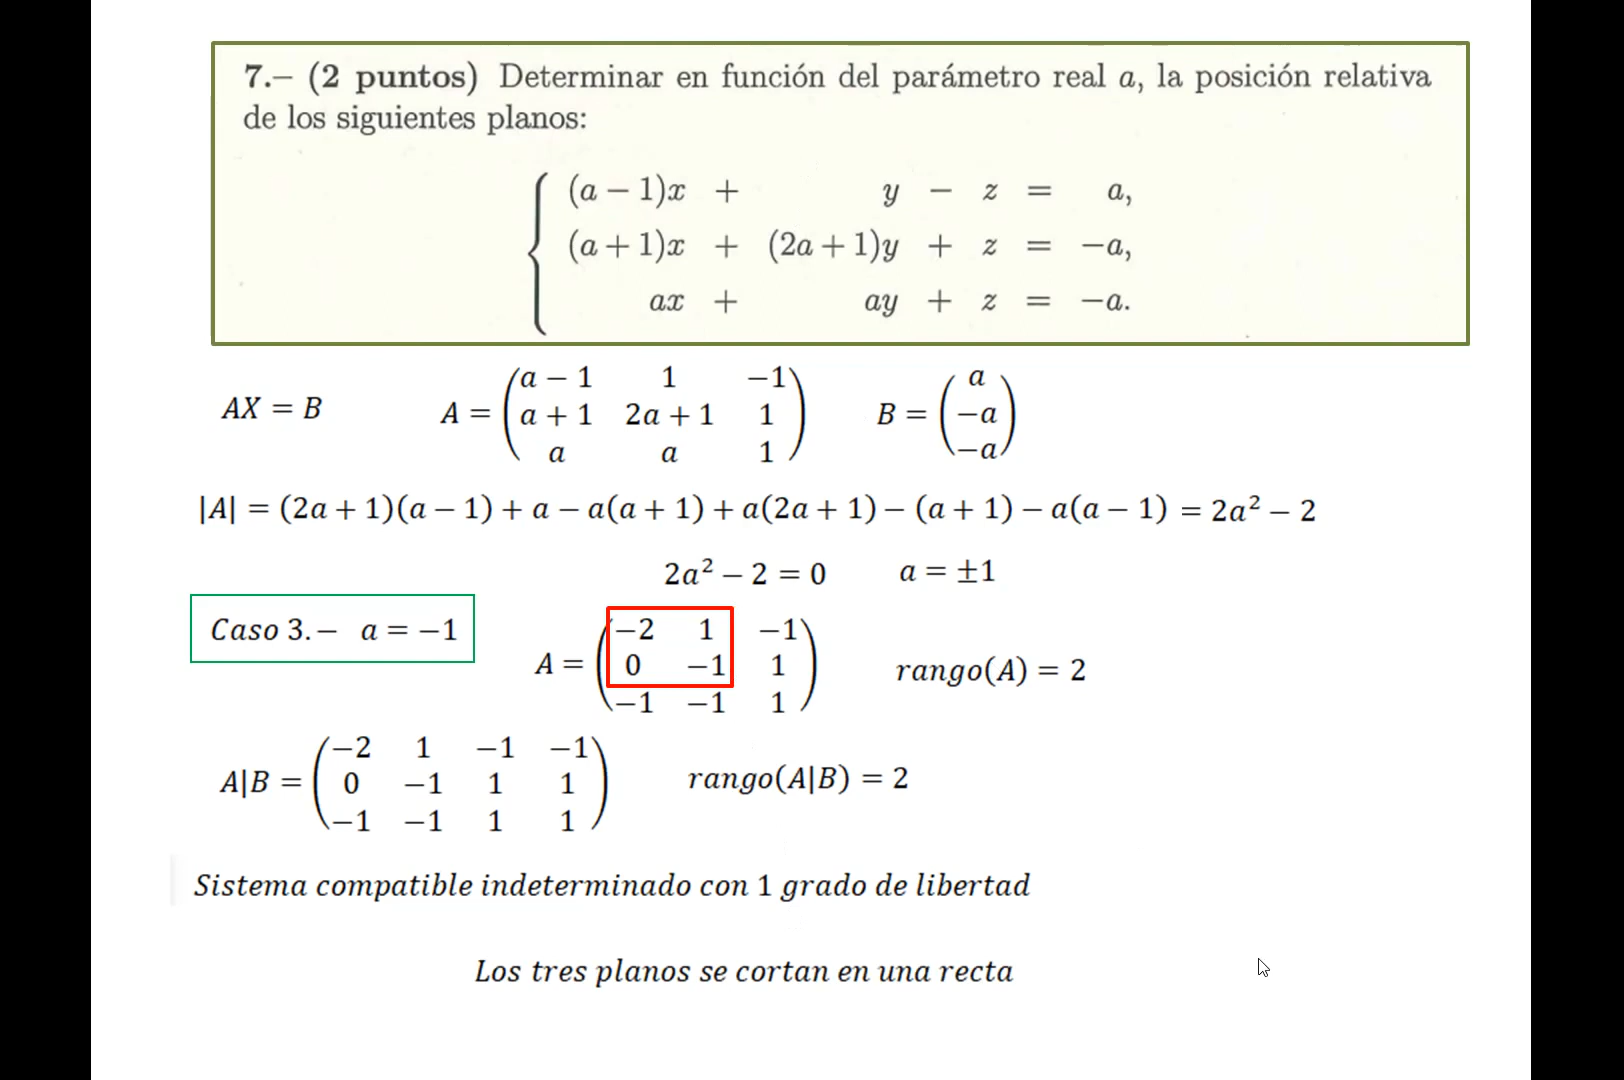 7.– (2 puntos) Determinar en función del parámetro real a, la posición relativa
de los siguientes planos:
(a − 1)x + y − z = a,
(a + 1)x + (2a + 1)y + z = −a,
ax + ay + z = −a.
AX = B A = (a − 1 1 −1 B = (a
a + 1 2a + 1 1 −a
a a 1) −a)
|A| = (2a + 1)(a − 1) + a − a(a + 1) + a(2a + 1) − (a + 1) − a(a − 1) = 2a² − 2
2a² − 2 = 0 a = ±1
Caso 3.− a = −1
A = (−2 1 −1
0 −1 1
−1 −1 1) rango(A) = 2
A|B = (−2 1 −1 −1
0 −1 1 1
−1 −1 1 1) rango(A|B) = 2
Sistema compatible indeterminado con 1 grado de libertad
Los tres planos se cortan en una recta